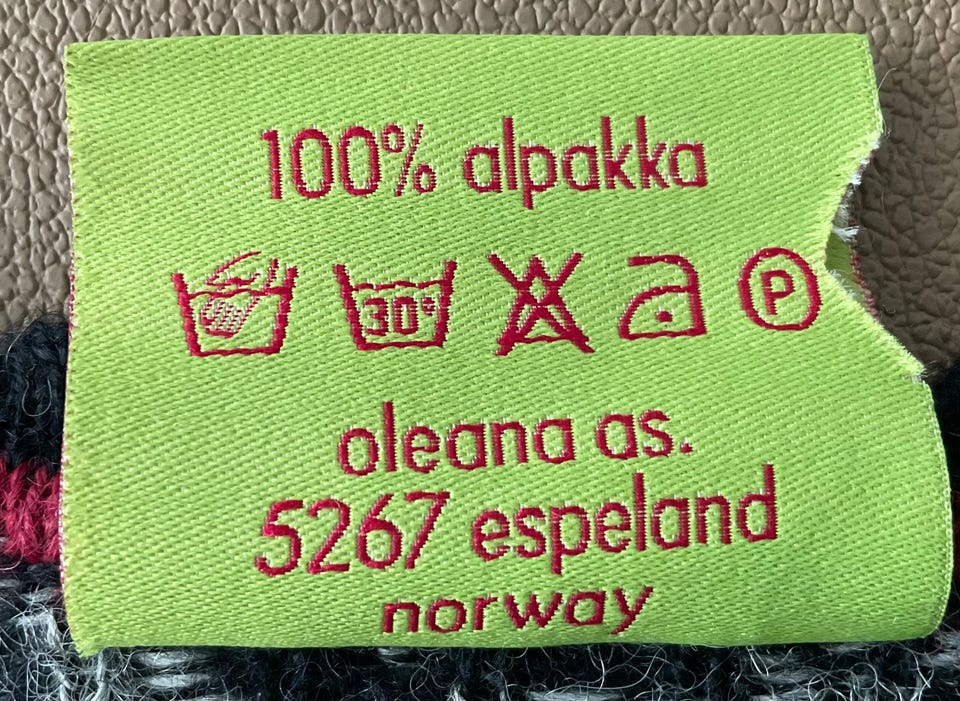 100% alpakka
30° P
oleana as.
5267 espeland
norway